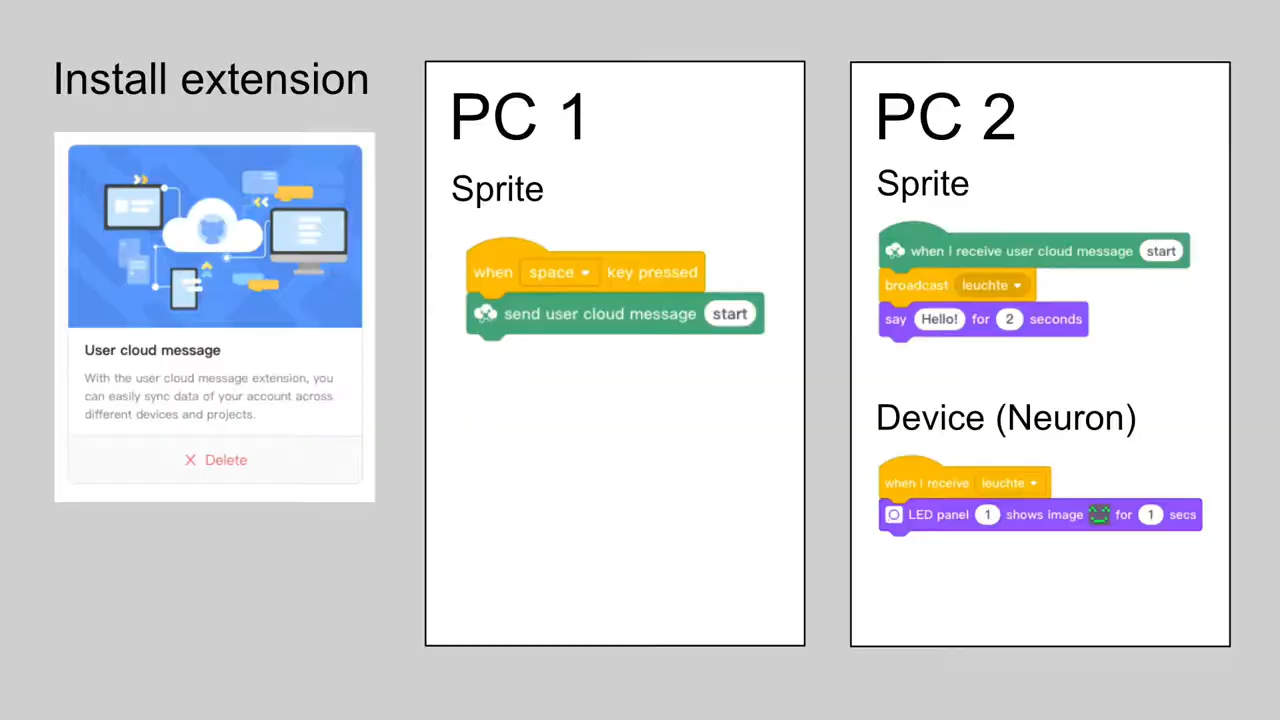 Install extension
User cloud message
With the user cloud message extension, you
can easily sync data of your account across
different devices and projects.
Delete
PC 1
Sprite
when space key pressed
send user cloud message start
PC 2
Sprite
when I receive user cloud message start
broadcast leuchte
say Hello! for 2 seconds
Device (Neuron)
when I receive leuchte
LED panel 1 shows image for 1 secs